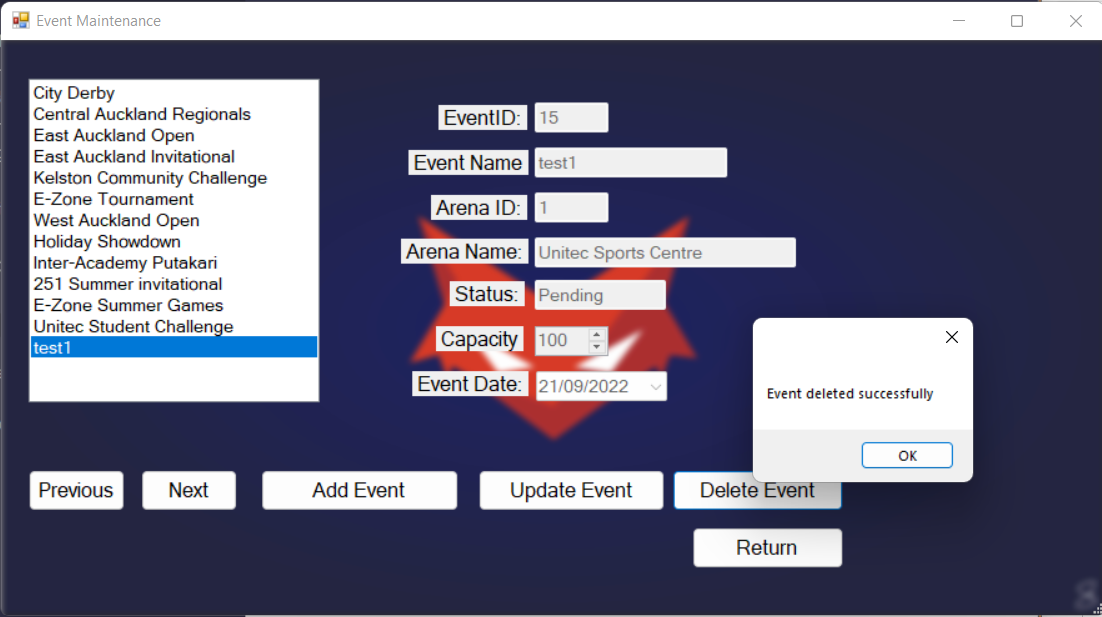 Event Maintenance
City Derby
Central Auckland Regionals
East Auckland Open
East Auckland Invitational
Kelston Community Challenge
E-Zone Tournament
West Auckland Open
Holiday Showdown
Inter-Academy Putakari
251 Summer invitational
E-Zone Summer Games
Unitec Student Challenge
test1
EventID: 15
Event Name test1
Arena ID: 1
Arena Name: Unitec Sports Centre
Status: Pending
Capacity 100
Event Date: 21/09/2022
Event deleted successfully
OK
Previous Next Add Event Update Event Delete Event
Return